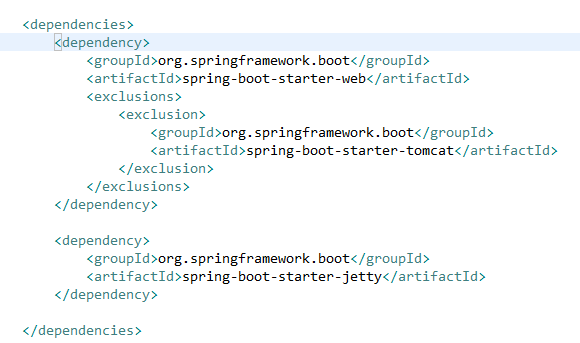 <dependencies>
    <dependency>
        <groupId>org.springframework.boot</groupId>
        <artifactId>spring-boot-starter-web</artifactId>
        <exclusions>
            <exclusion>
                <groupId>org.springframework.boot</groupId>
                <artifactId>spring-boot-starter-tomcat</artifactId>
            </exclusion>
        </exclusions>
    </dependency>

    <dependency>
        <groupId>org.springframework.boot</groupId>
        <artifactId>spring-boot-starter-jetty</artifactId>
    </dependency>

</dependencies>